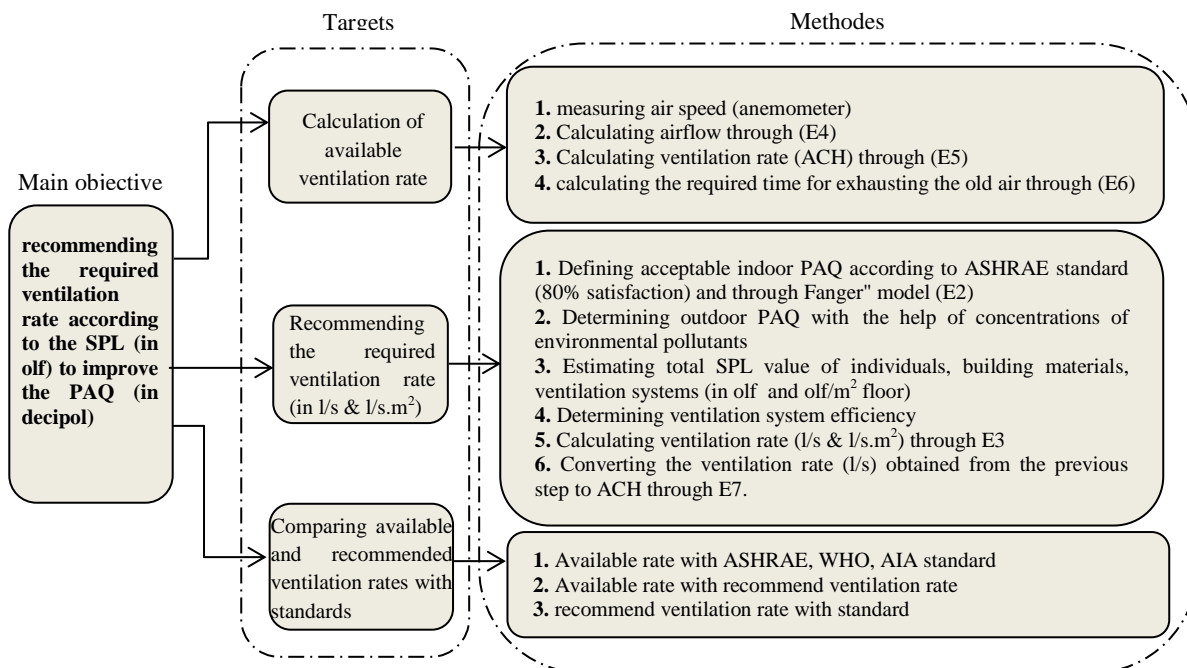 Targets
Methodes
Main objective
recommending
the required
ventilation
rate according
to the SPL (in
olf) to improve
the PAQ (in
decipol)
Calculation of
available
ventilation rate
1. measuring air speed (anemometer)
2. Calculating airflow through (E4)
3. Calculating ventilation rate (ACH) through (E5)
4. calculating the required time for exhausting the old air through (E6)
Recommending
the required
ventilation rate
(in l/s & l/s.m²)
1. Defining acceptable indoor PAQ according to ASHRAE standard
(80% satisfaction) and through Fanger" model (E2)
2. Determining outdoor PAQ with the help of concentrations of
environmental pollutants
3. Estimating total SPL value of individuals, building materials,
ventilation systems (in olf and olf/m² floor)
4. Determining ventilation system efficiency
5. Calculating ventilation rate (l/s & l/s.m²) through E3
6. Converting the ventilation rate (l/s) obtained from the previous
step to ACH through E7.
Comparing available
and recommended
ventilation rates with
standards
1. Available rate with ASHRAE, WHO, AIA standard
2. Available rate with recommend ventilation rate
3. recommend ventilation rate with standard